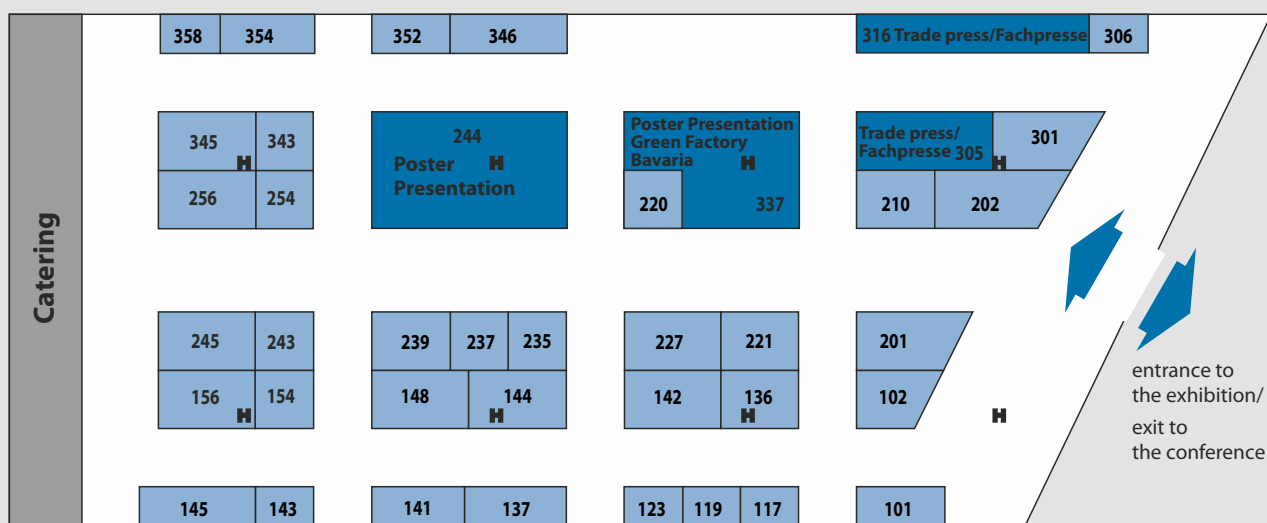 358 354 352 346 316 Trade press/Fachpresse 306
345 H 343
256 254
244
Poster H
Presentation
Poster Presentation
Green Factory
Bavaria H
220 337
Trade press/
Fachpresse 305 H 301
210 202
Catering
245 243
156 H 154
239 237 235
148 144
H
227 221
142 136
H
201
102
H
entrance to
the exhibition/
exit to
the conference
145 143 141 137 123 119 117 101